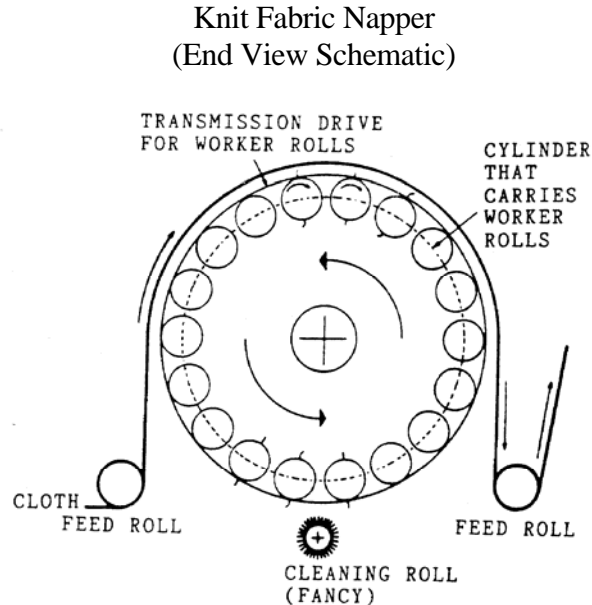 Knit Fabric Napper
(End View Schematic)
TRANSMISSION DRIVE
FOR WORKER ROLLS
CYLINDER
THAT
CARRIES
WORKER
ROLLS
CLOTH
FEED ROLL
FEED ROLL
CLEANING ROLL
(FANCY)